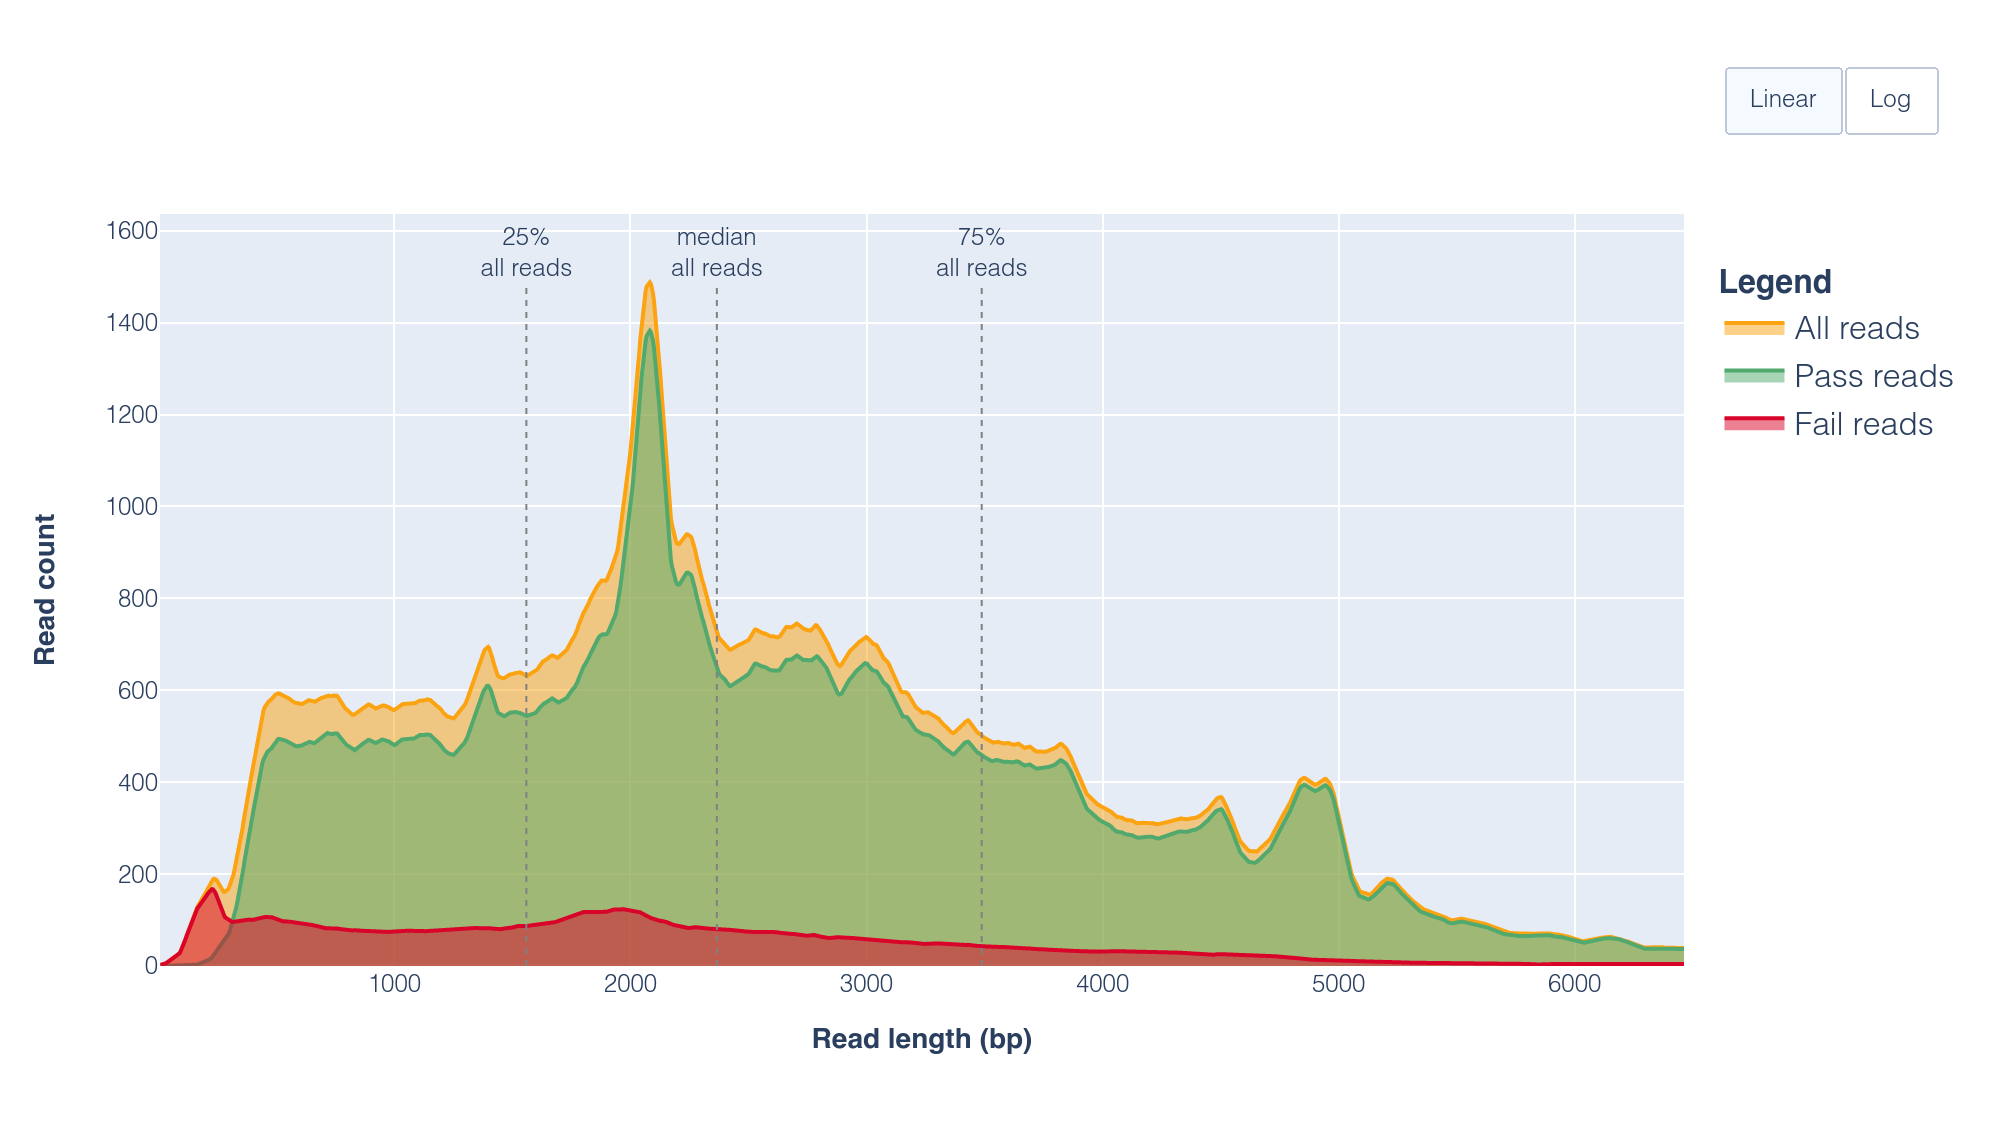 Linear
Log
25%
all reads
median
all reads
75%
all reads
1600
1400
1200
1000
800
600
400
200
0
Read count
1000
2000
3000
4000
5000
6000
Read length (bp)
Legend
All reads
Pass reads
Fail reads